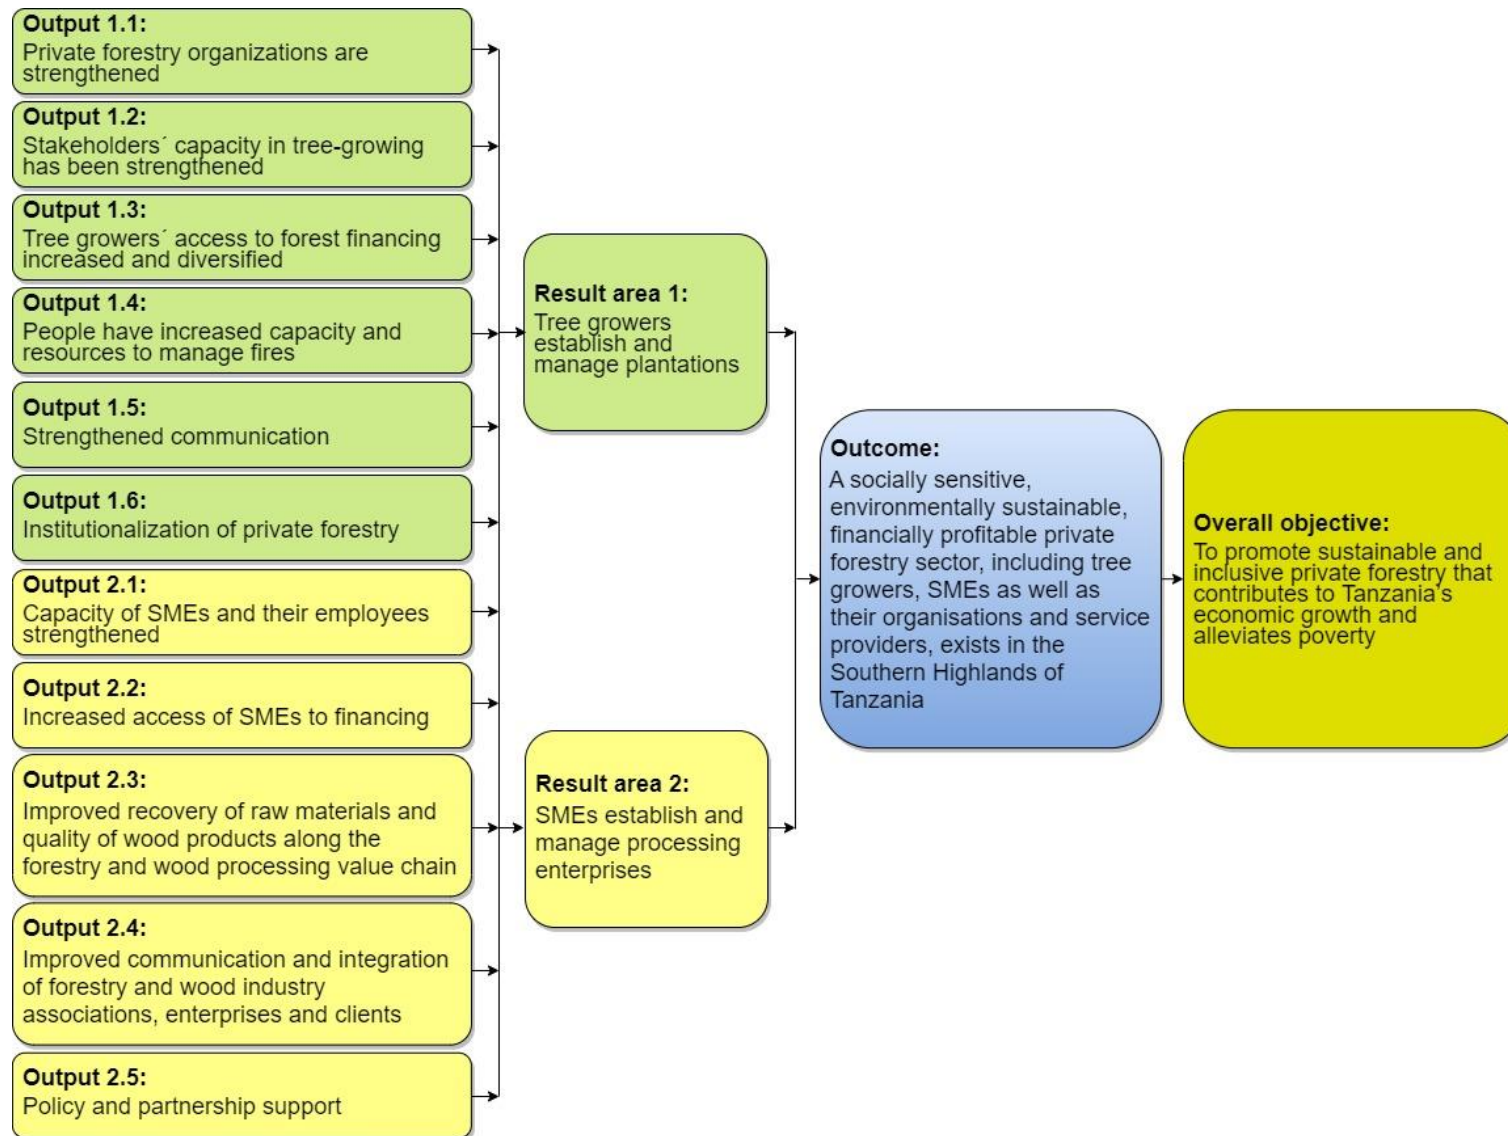 Output 1.1:
Private forestry organizations are
strengthened
Output 1.2:
Stakeholders´ capacity in tree-growing
has been strengthened
Output 1.3:
Tree growers´ access to forest financing
increased and diversified
Output 1.4:
People have increased capacity and
resources to manage fires
Output 1.5:
Strengthened communication
Output 1.6:
Institutionalization of private forestry
Output 2.1:
Capacity of SMEs and their employees
strengthened
Output 2.2:
Increased access of SMEs to financing
Output 2.3:
Improved recovery of raw materials and
quality of wood products along the
forestry and wood processing value chain
Output 2.4:
Improved communication and integration
of forestry and wood industry
associations, enterprises and clients
Output 2.5:
Policy and partnership support
Result area 1:
Tree growers
establish and
manage plantations
Result area 2:
SMEs establish and
manage processing
enterprises
Outcome:
A socially sensitive,
environmentally sustainable,
financially profitable private
forestry sector, including tree
growers, SMEs as well as
their organisations and service
providers, exists in the
Southern Highlands of
Tanzania
Overall objective:
To promote sustainable and
inclusive private forestry that
contributes to Tanzania's
economic growth and
alleviates poverty